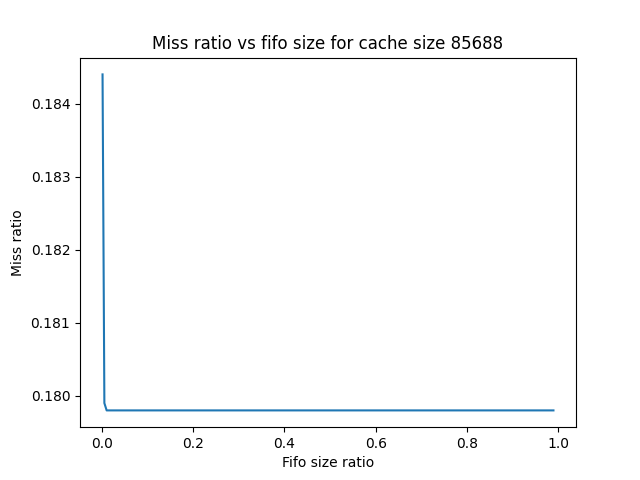 Miss ratio vs fifo size for cache size 85688
0.184
0.183
0.182
0.181
0.180
Miss ratio
0.0 0.2 0.4 0.6 0.8 1.0
Fifo size ratio